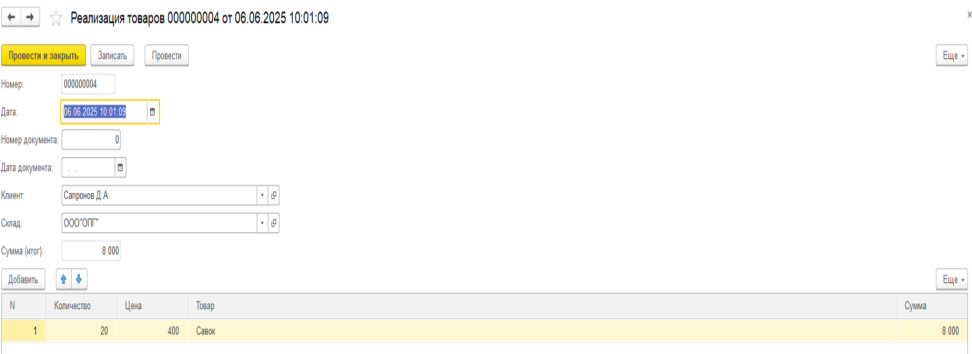 Реализация товаров 000000004 от 06.06.2025 10:01:09
x
Провести и закрыть Записать Провести Еще
Номер: 000000004
Дата: 06.06.2025 10:01:09
Номер документа: 0
Дата документа: . .
Клиент: Сапронов Д.А
Склад: ООО"ОПГ"
Сумма (итог): 8 000
Добавить Еще
N Количество Цена Товар Сумма
1 20 400 Савок 8 000